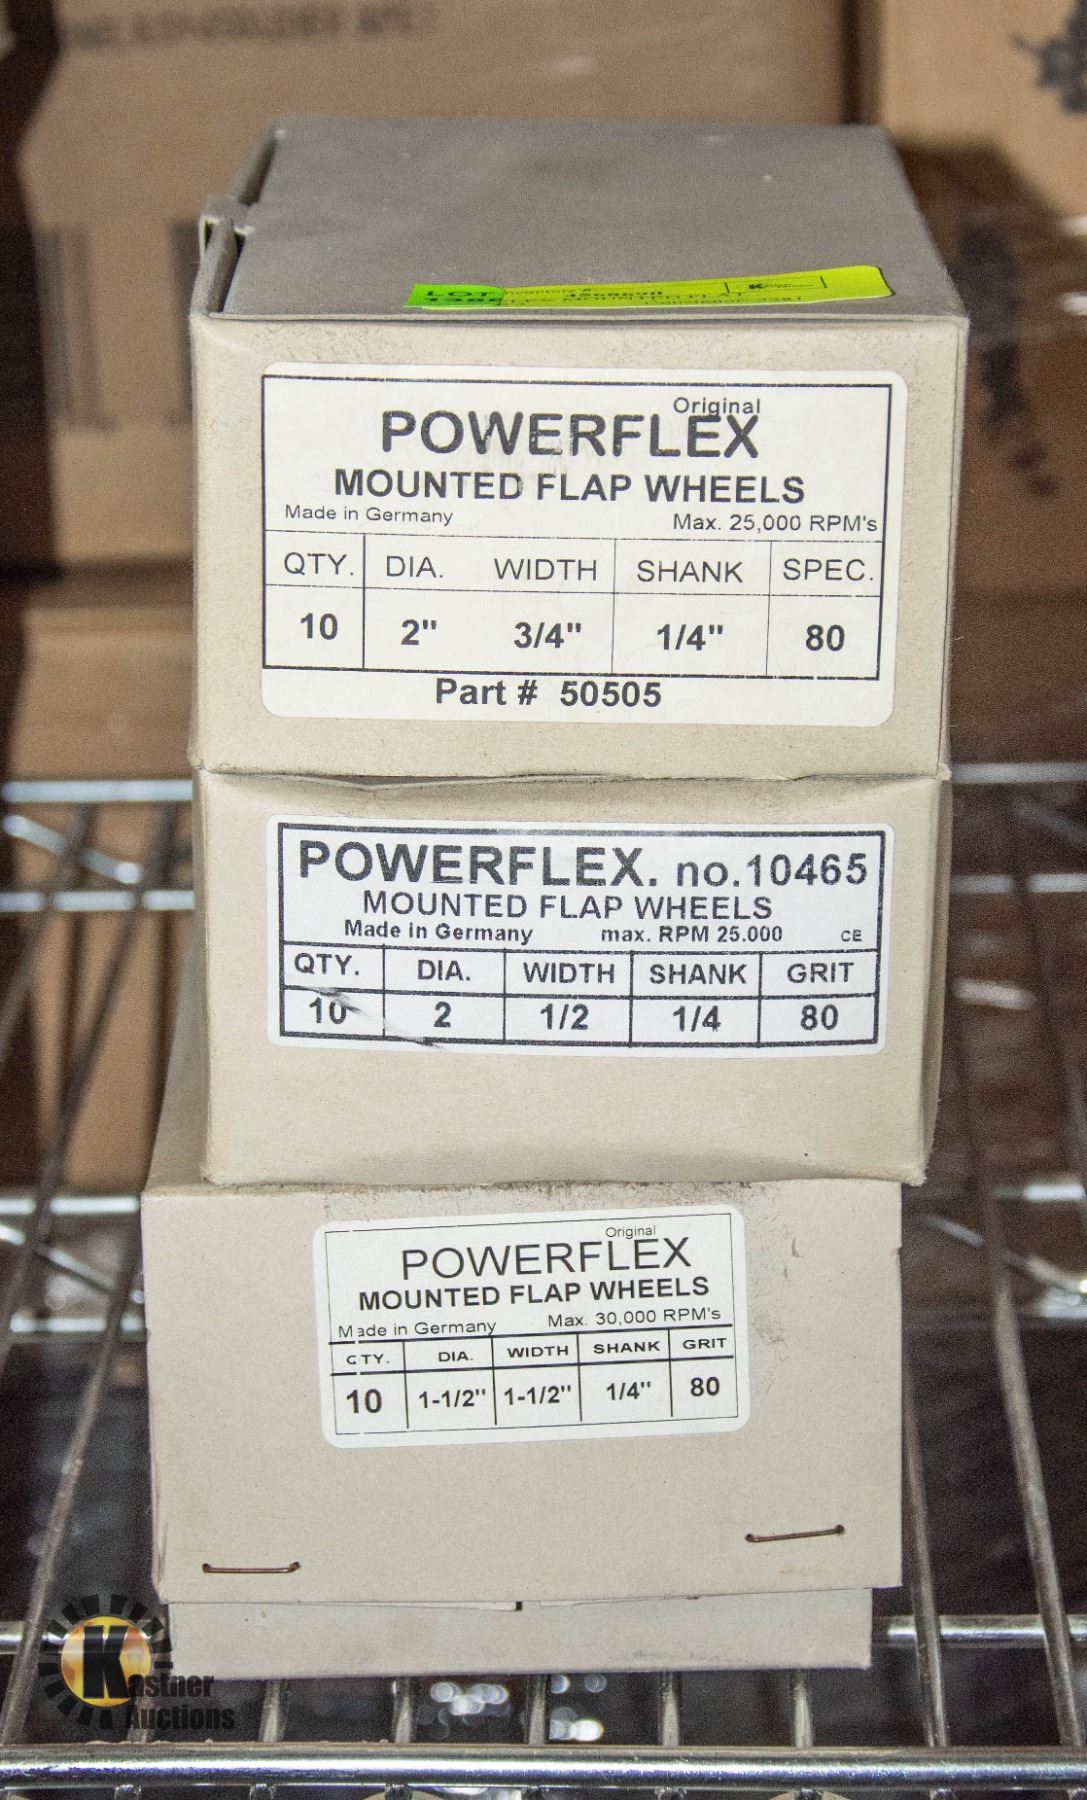 LOT
Original
POWERFLEX
MOUNTED FLAP WHEELS
Made in Germany Max. 25,000 RPM's
QTY. DIA. WIDTH SHANK SPEC.
10 2" 3/4" 1/4" 80
Part # 50505
POWERFLEX. no.10465
MOUNTED FLAP WHEELS
Made in Germany max. RPM 25.000 CE
QTY. DIA. WIDTH SHANK GRIT
10 2 1/2 1/4 80
Original
POWERFLEX
MOUNTED FLAP WHEELS
Made in Germany Max. 30,000 RPM's
QTY. DIA. WIDTH SHANK GRIT
10 1-1/2" 1-1/2" 1/4" 80
Kastner
Auctions